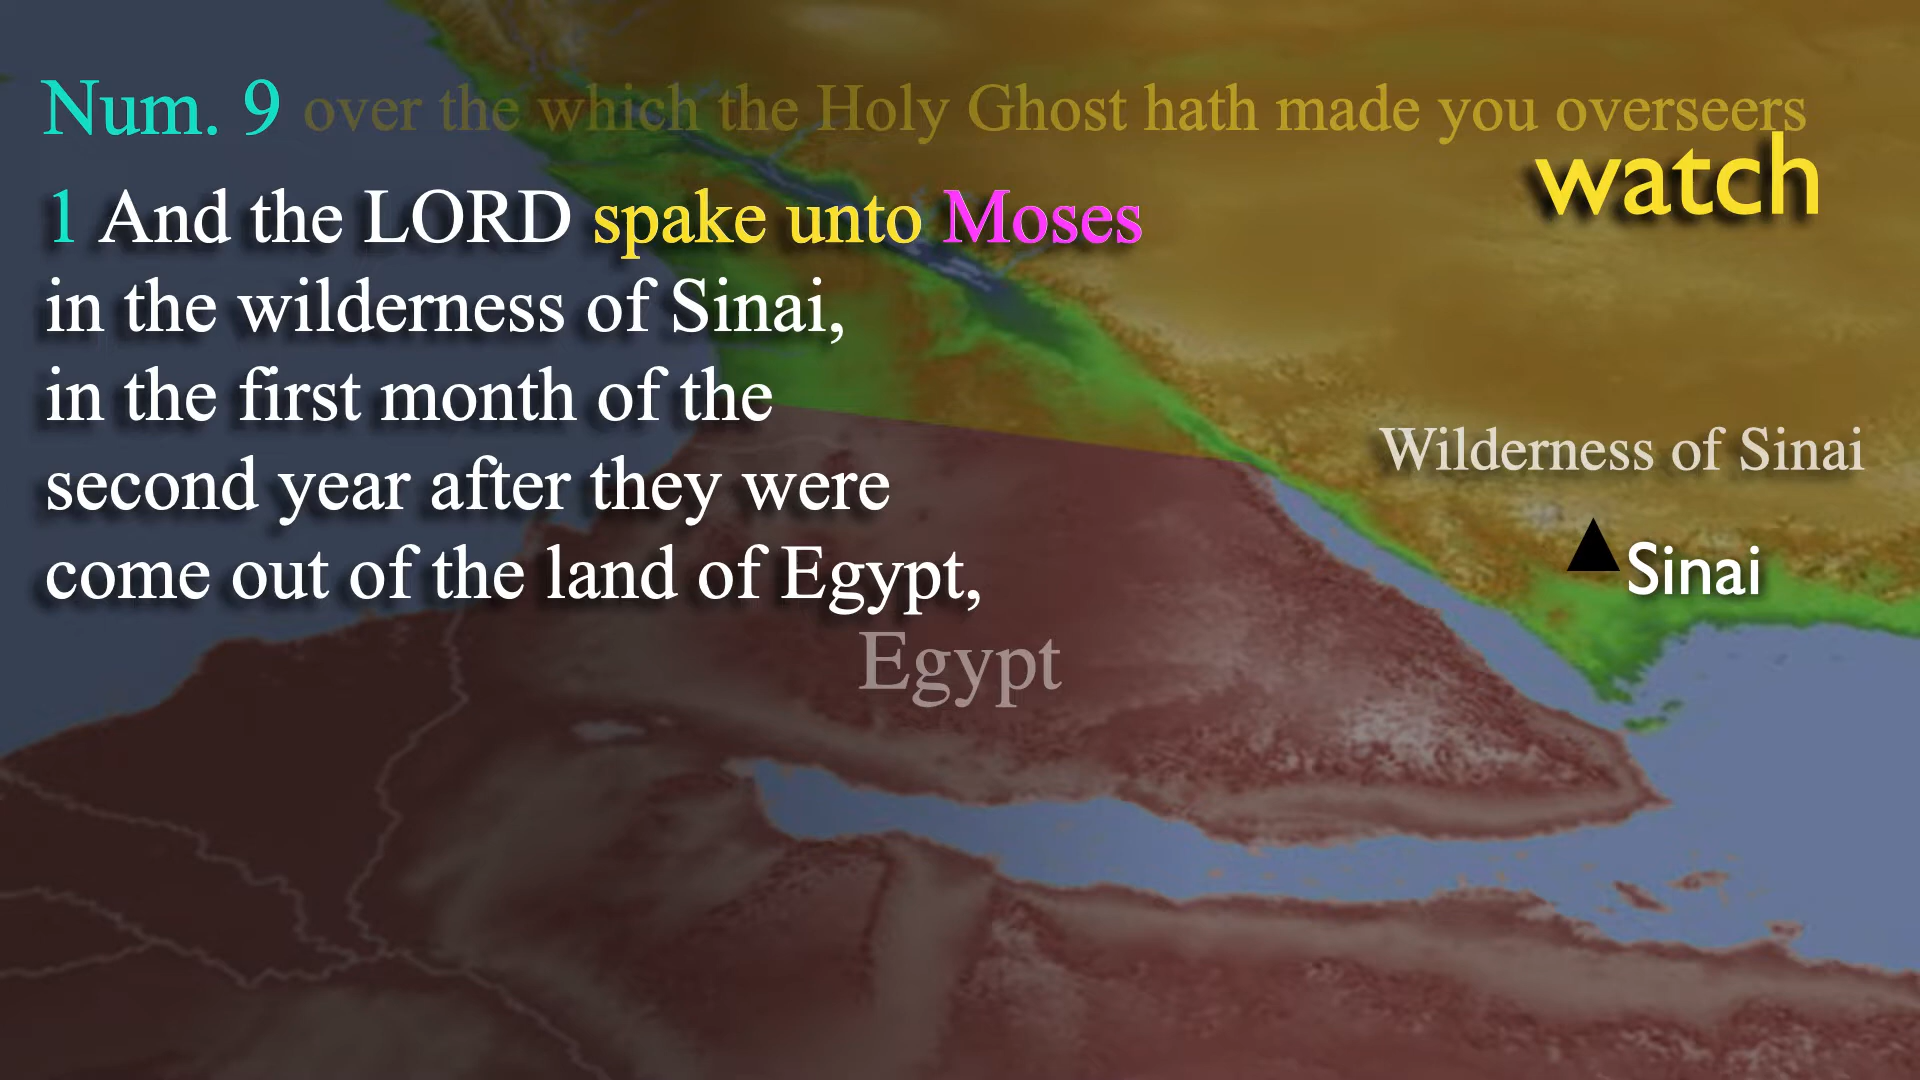 Num. 9 over the which the Holy Ghost hath made you overseers
watch
1 And the LORD spake unto Moses
in the wilderness of Sinai,
in the first month of the
second year after they were
come out of the land of Egypt,
Wilderness of Sinai
Sinai
Egypt